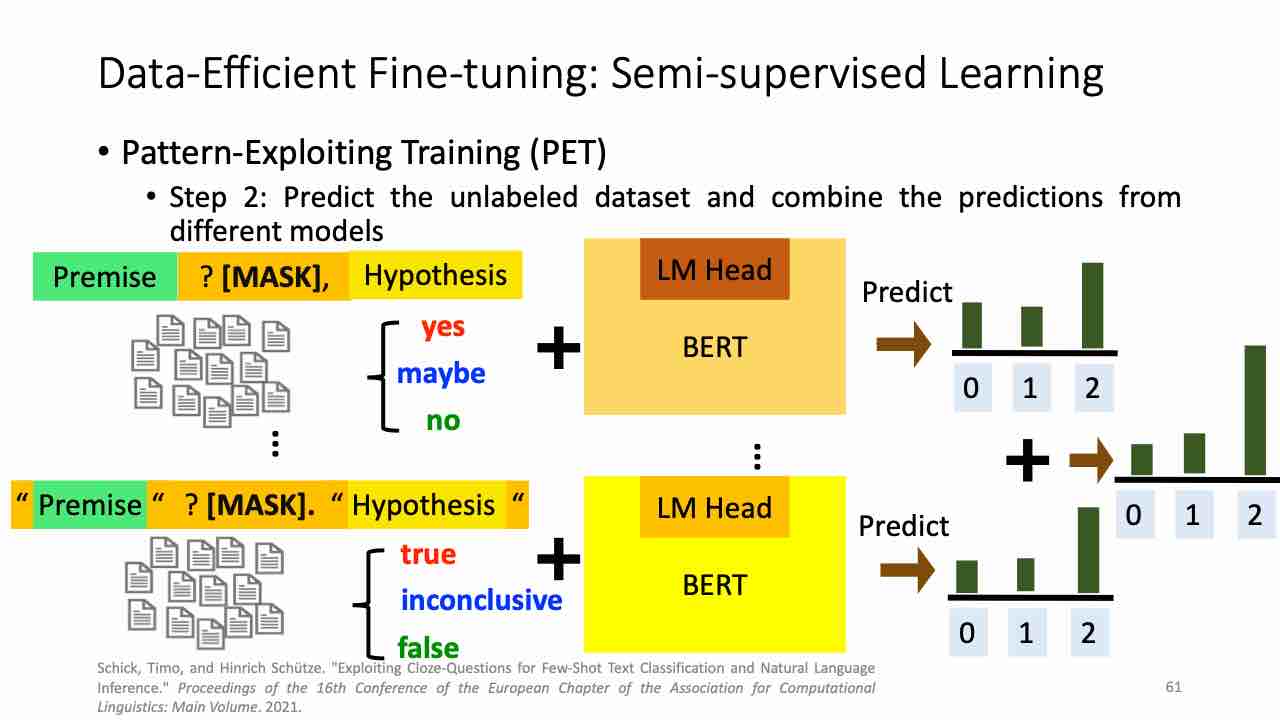 Data-Efficient Fine-tuning: Semi-supervised Learning
• Pattern-Exploiting Training (PET)
• Step 2: Predict the unlabeled dataset and combine the predictions from
different models
Premise ? [MASK], Hypothesis
yes
maybe
no
+
LM Head
BERT
Predict
0 1 2
⋮
⋮
+
0 1 2
“ Premise “ ? [MASK]. “ Hypothesis “
true
inconclusive
false
+
LM Head
BERT
Predict
0 1 2
Schick, Timo, and Hinrich Schütze. "Exploiting Cloze-Questions for Few-Shot Text Classification and Natural Language
Inference." Proceedings of the 16th Conference of the European Chapter of the Association for Computational
Linguistics: Main Volume. 2021.
61